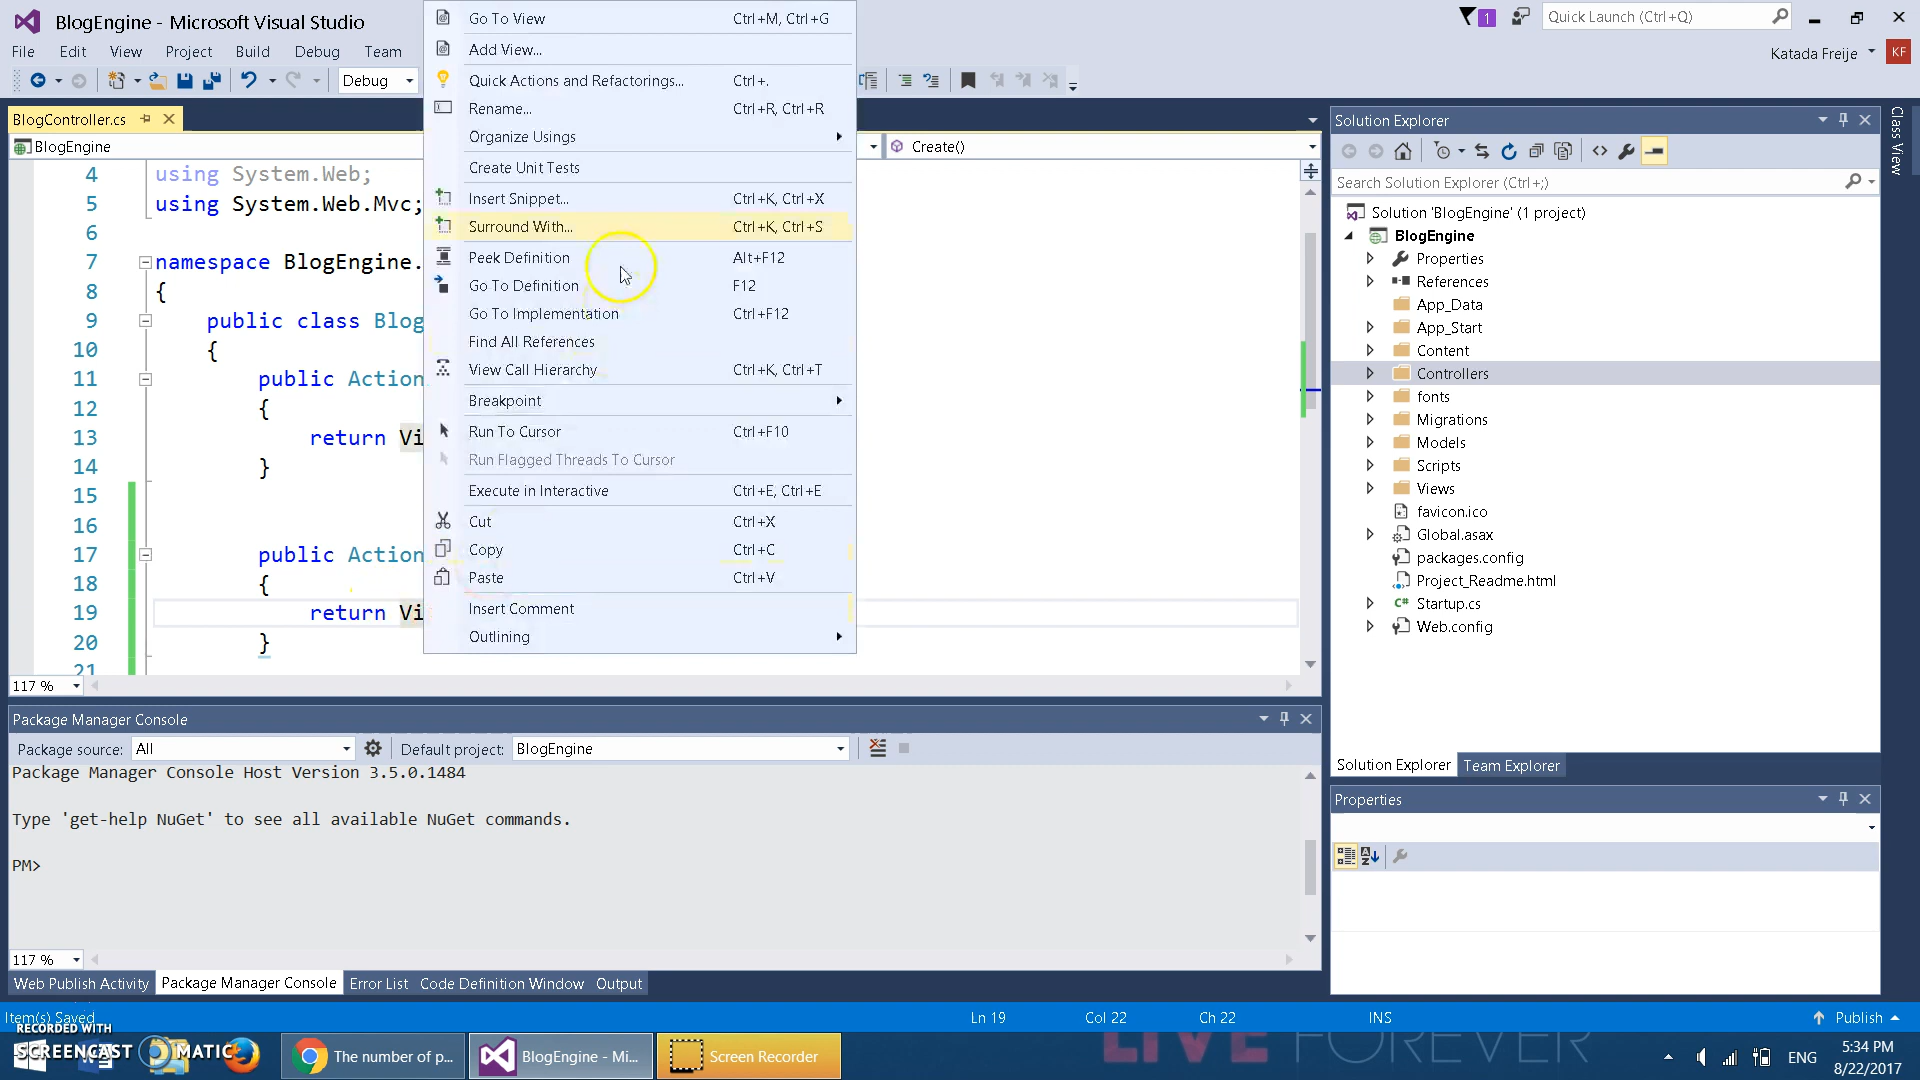 BlogEngine - Microsoft Visual Studio
1
Quick Launch (Ctrl+Q)
File Edit View Project Build Debug Team
Katada Freije KF
Debug
BlogController.cs
BlogEngine
Create()
4 using System.Web;
5 using System.Web.Mvc;
6
7 namespace BlogEngine.
8 {
9 public class Blog
10 {
11 public Action
12 {
13 return Vi
14 }
15
16
17 public Action
18 {
19 return Vi
20 }
21
117 %
Go To View Ctrl+M, Ctrl+G
Add View...
Quick Actions and Refactorings... Ctrl+.
Rename... Ctrl+R, Ctrl+R
Organize Usings
Create Unit Tests
Insert Snippet... Ctrl+K, Ctrl+X
Surround With... Ctrl+K, Ctrl+S
Peek Definition Alt+F12
Go To Definition F12
Go To Implementation Ctrl+F12
Find All References
View Call Hierarchy Ctrl+K, Ctrl+T
Breakpoint
Run To Cursor Ctrl+F10
Run Flagged Threads To Cursor
Execute in Interactive Ctrl+E, Ctrl+E
Cut Ctrl+X
Copy Ctrl+C
Paste Ctrl+V
Insert Comment
Outlining
Solution Explorer
Search Solution Explorer (Ctrl+;)
Solution 'BlogEngine' (1 project)
BlogEngine
Properties
References
App_Data
App_Start
Content
Controllers
fonts
Migrations
Models
Scripts
Views
favicon.ico
Global.asax
packages.config
Project_Readme.html
C# Startup.cs
Web.config
Solution Explorer Team Explorer
Class View
Properties
Package Manager Console
Package source: All Default project: BlogEngine
Package Manager Console Host Version 3.5.0.1484
Type 'get-help NuGet' to see all available NuGet commands.
PM>
117 %
Web Publish Activity Package Manager Console Error List Code Definition Window Output
Item(s) Saved Ln 19 Col 22 Ch 22 INS Publish
RECORDED WITH
SCREENCAST MATIC
The number of p...
BlogEngine - Mi...
Screen Recorder
LIVE FOREVER
ENG
5:34 PM
8/22/2017